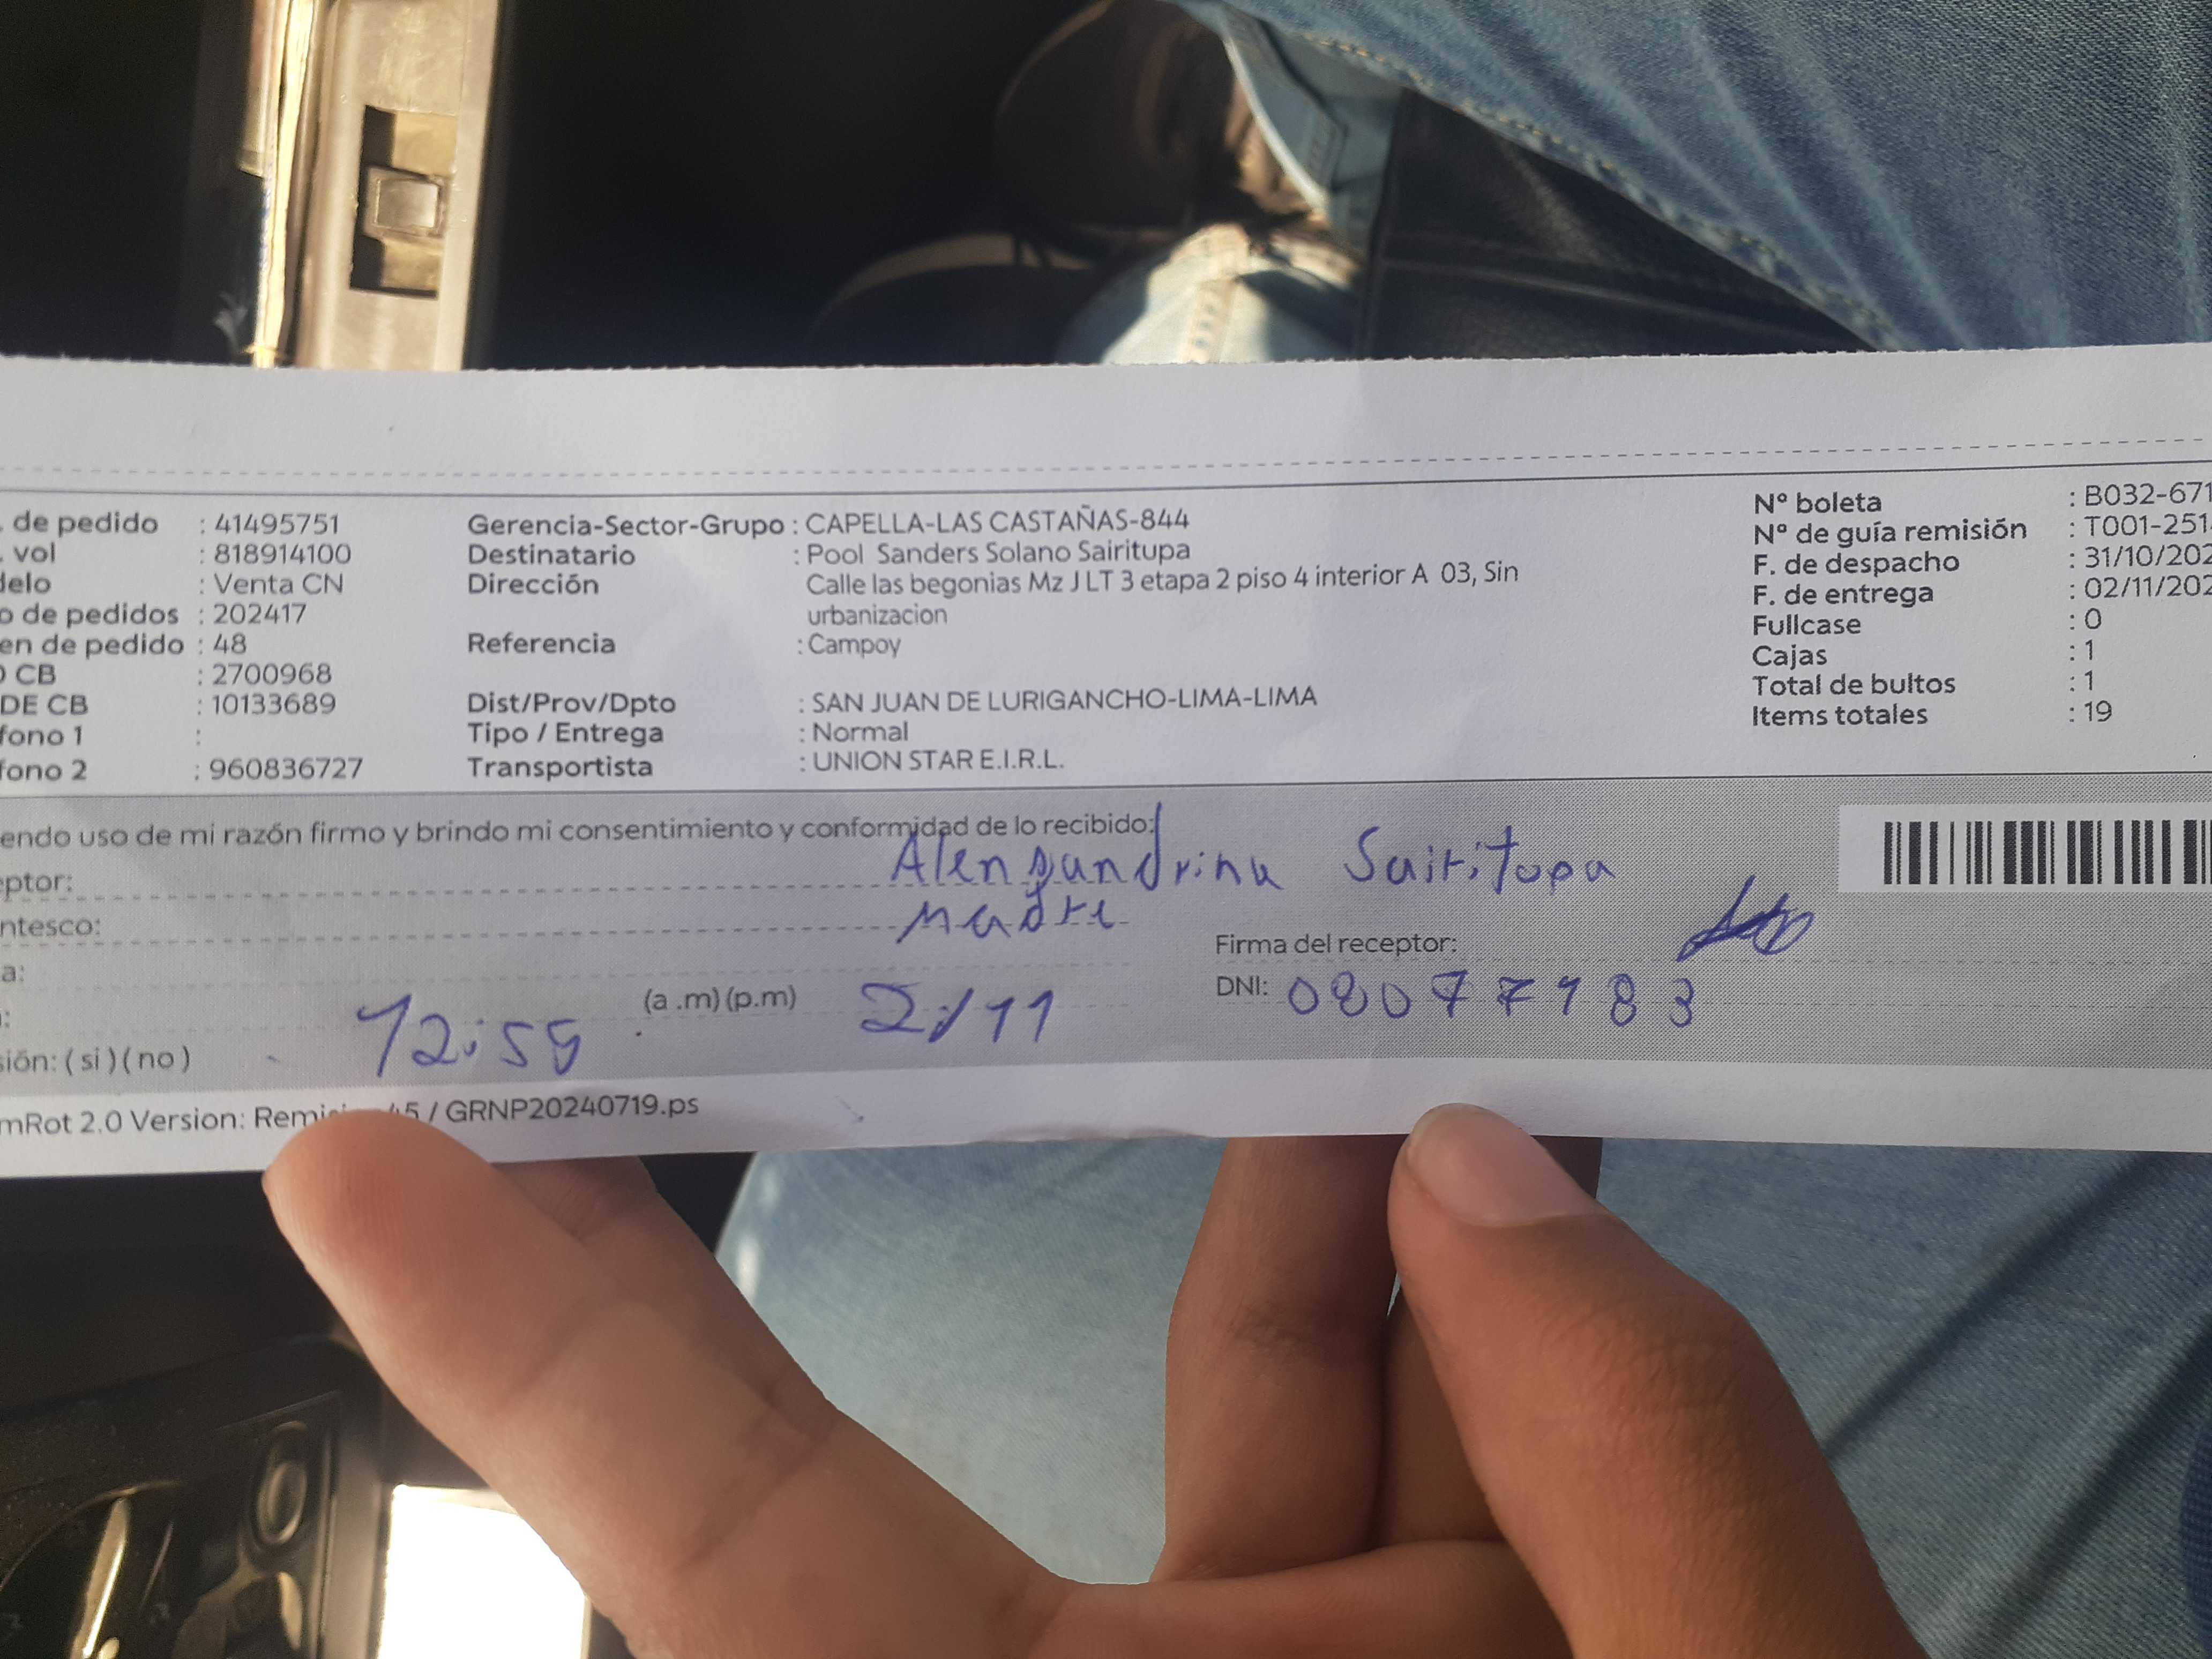 . de pedido : 41495751 Gerencia-Sector-Grupo : CAPELLA-LAS CASTAÑAS-844 Nº boleta : B032-671
. vol : 818914100 Destinatario : Pool Sanders Solano Sairitupa Nº de guía remisión : T001-251
delo : Venta CN Dirección Calle las begonias Mz J LT 3 etapa 2 piso 4 interior A 03, Sin F. de despacho : 31/10/202
o de pedidos : 202417 urbanizacion F. de entrega : 02/11/202
en de pedido : 48 Referencia : Campoy Fullcase : 0
O CB : 2700968 Cajas : 1
DE CB : 10133689 Dist/Prov/Dpto : SAN JUAN DE LURIGANCHO-LIMA-LIMA Total de bultos : 1
fono 1 : Tipo / Entrega : Normal Items totales : 19
fono 2 : 960836727 Transportista : UNION STAR E.I.R.L.
endo uso de mi razón firmo y brindo mi consentimiento y conformidad de lo recibido:
eptor: Sairitupa
ntesco: Madre
a: Firma del receptor:
: 12:55 (a .m) (p.m) 2/11 DNI: 08077183
sión: ( si ) ( no )
mRot 2.0 Version: 45 / GRNP20240719.ps